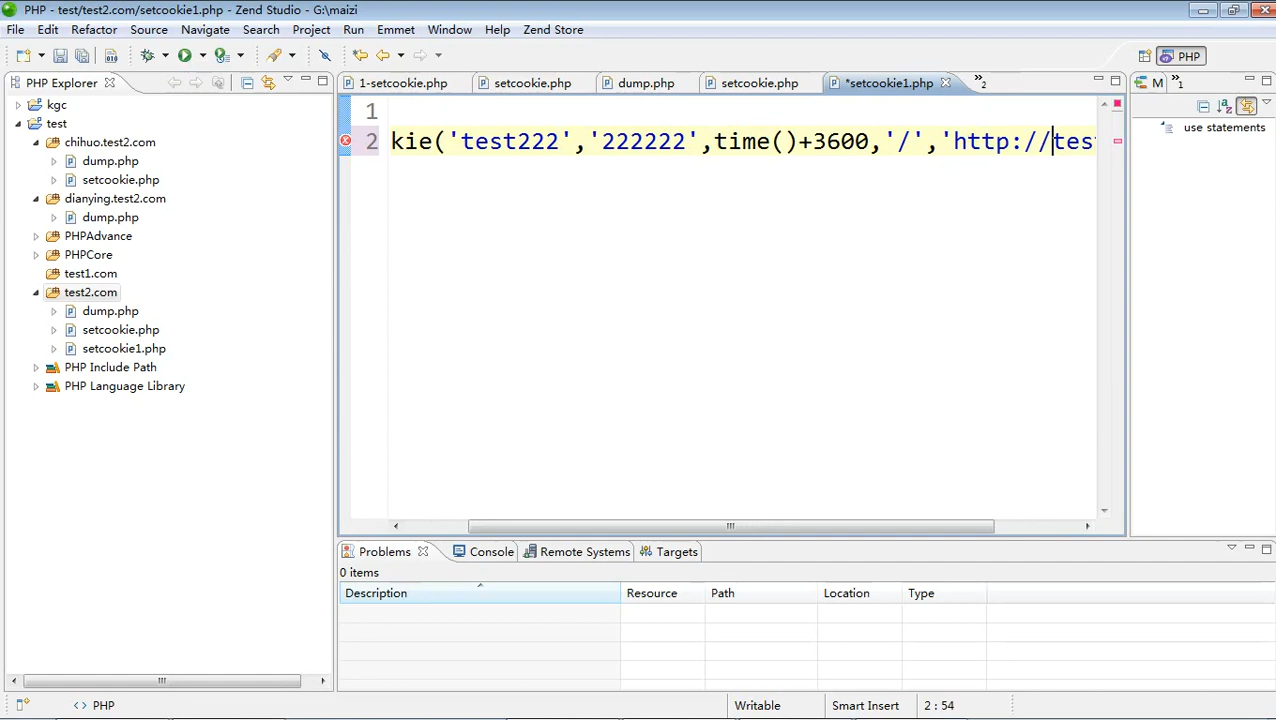 PHP - test/test2.com/setcookie1.php - Zend Studio - G:\maizi
File Edit Refactor Source Navigate Search Project Run Emmet Window Help Zend Store
PHP
PHP Explorer
kgc
test
chihuo.test2.com
dump.php
setcookie.php
dianying.test2.com
dump.php
PHPAdvance
PHPCore
test1.com
test2.com
dump.php
setcookie.php
setcookie1.php
PHP Include Path
PHP Language Library
1-setcookie.php setcookie.php dump.php setcookie.php *setcookie1.php »2
1
2 kie('test222','222222',time()+3600,'/','http://tes
M »1
use statements
Problems Console Remote Systems Targets
0 items
Description Resource Path Location Type
<> PHP Writable Smart Insert 2 : 54